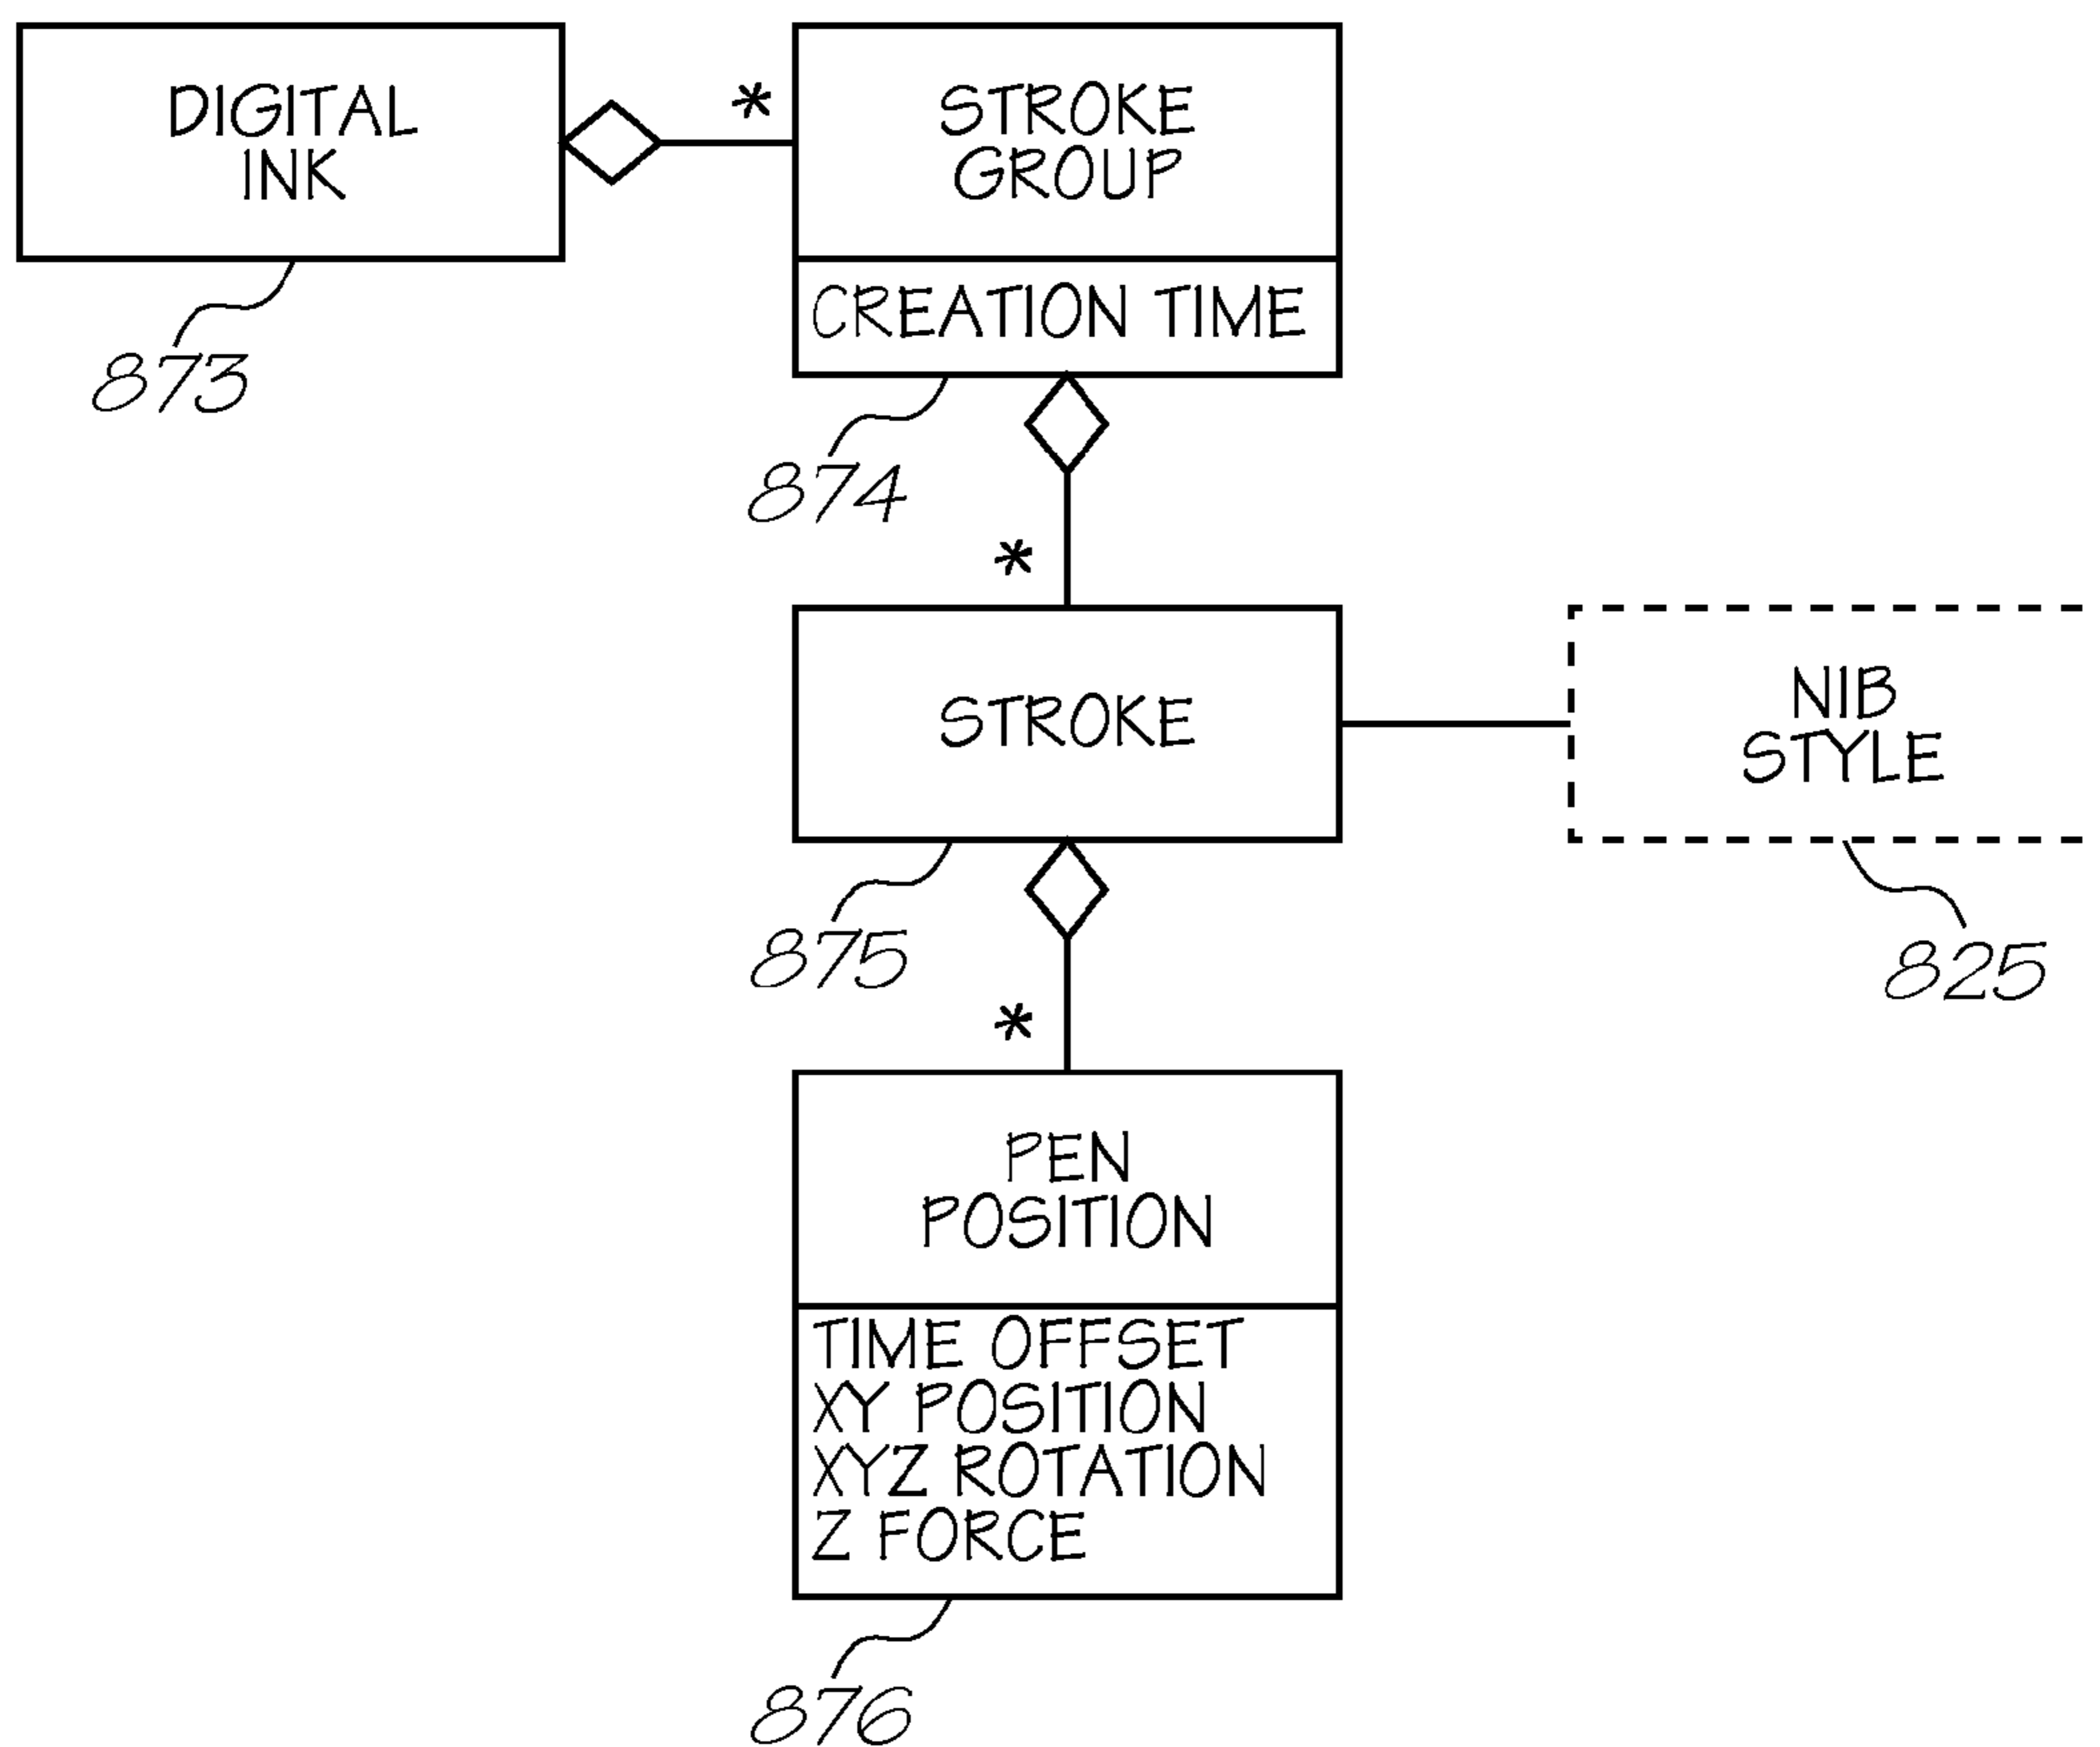 DIGITAL
INK
873
*
STROKE
GROUP
CREATION TIME
874
*
STROKE
875
NIB
STYLE
825
*
PEN
POSITION
TIME OFFSET
XY POSITION
XYZ ROTATION
Z FORCE
876